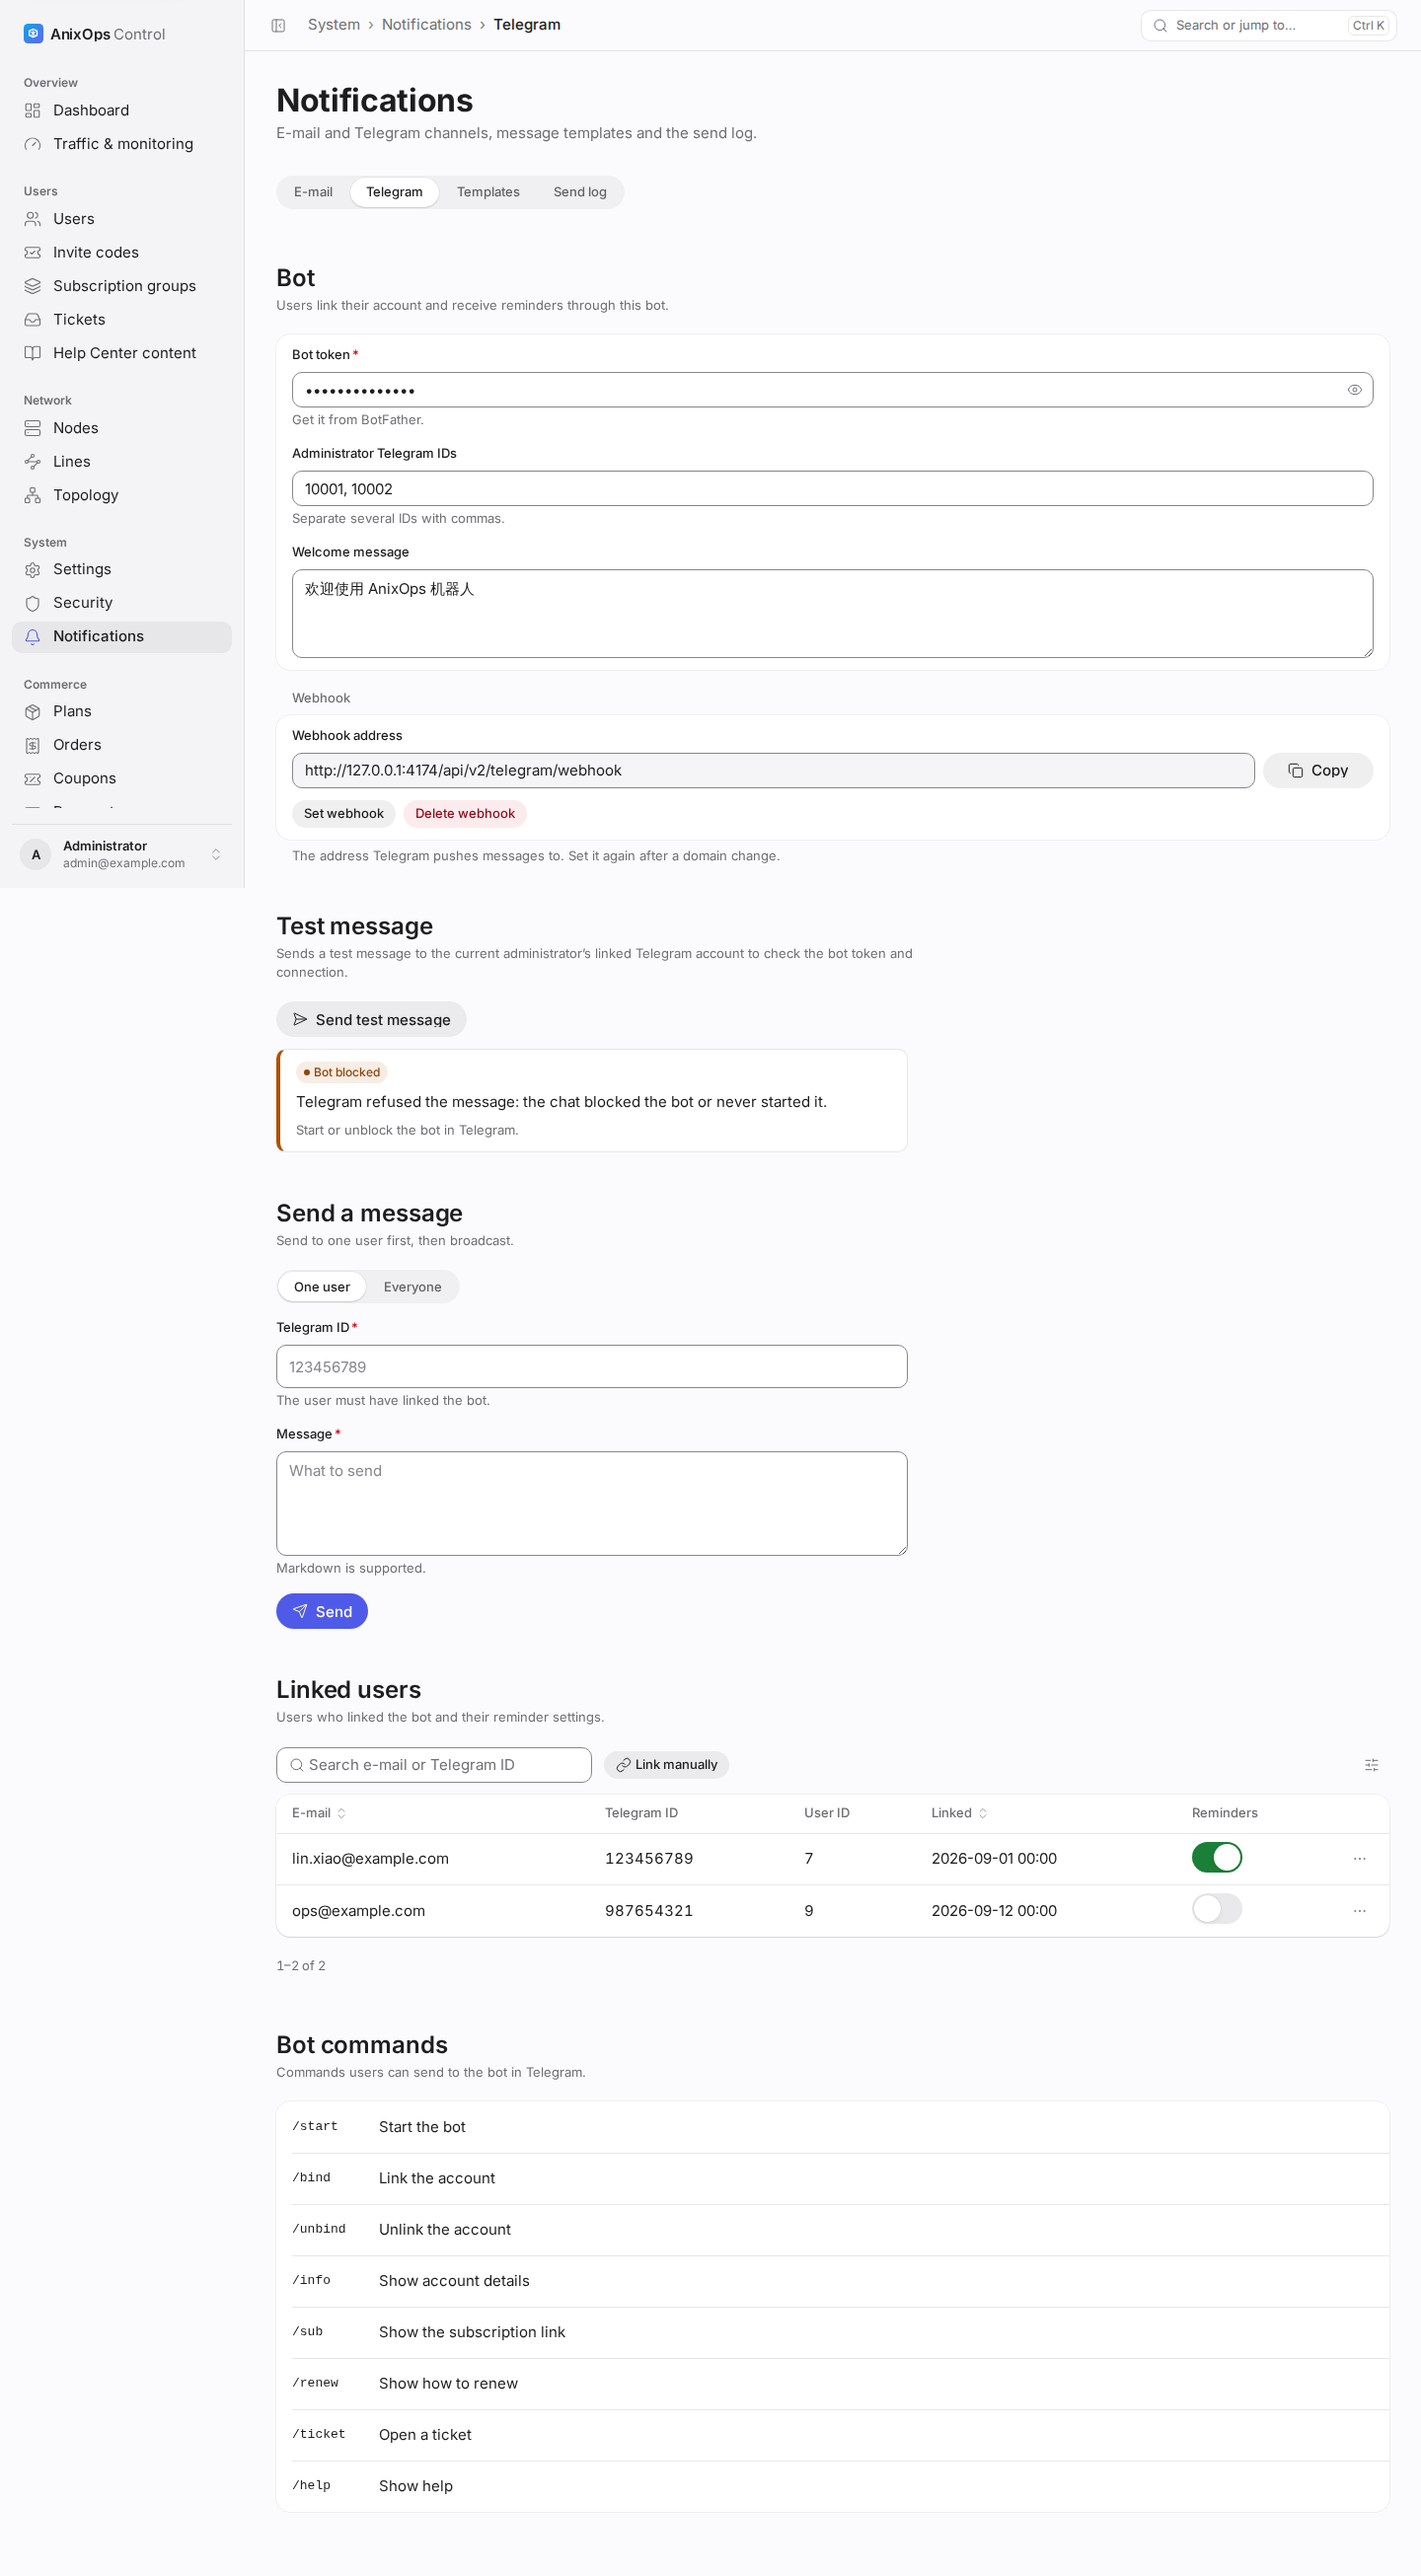 AnixOps Control
Overview
Dashboard
Traffic & monitoring
Users
Users
Invite codes
Subscription groups
Tickets
Help Center content
Network
Nodes
Lines
Topology
System
Settings
Security
Notifications
Commerce
Plans
Orders
Coupons
A
Administrator
admin@example.com
System › Notifications › Telegram
Search or jump to...
Ctrl K
Notifications
E-mail and Telegram channels, message templates and the send log.
E-mail
Telegram
Templates
Send log
Bot
Users link their account and receive reminders through this bot.
Bot token *
••••••••••••••
Get it from BotFather.
Administrator Telegram IDs
10001, 10002
Separate several IDs with commas.
Welcome message
欢迎使用 AnixOps 机器人
Webhook
Webhook address
http://127.0.0.1:4174/api/v2/telegram/webhook
Copy
Set webhook
Delete webhook
The address Telegram pushes messages to. Set it again after a domain change.
Test message
Sends a test message to the current administrator’s linked Telegram account to check the bot token and
connection.
Send test message
Bot blocked
Telegram refused the message: the chat blocked the bot or never started it.
Start or unblock the bot in Telegram.
Send a message
Send to one user first, then broadcast.
One user
Everyone
Telegram ID *
123456789
The user must have linked the bot.
Message *
What to send
Markdown is supported.
Send
Linked users
Users who linked the bot and their reminder settings.
Search e-mail or Telegram ID
Link manually
E-mail Telegram ID User ID Linked Reminders
lin.xiao@example.com 123456789 7 2026-09-01 00:00
ops@example.com 987654321 9 2026-09-12 00:00
1–2 of 2
Bot commands
Commands users can send to the bot in Telegram.
/start Start the bot
/bind Link the account
/unbind Unlink the account
/info Show account details
/sub Show the subscription link
/renew Show how to renew
/ticket Open a ticket
/help Show help